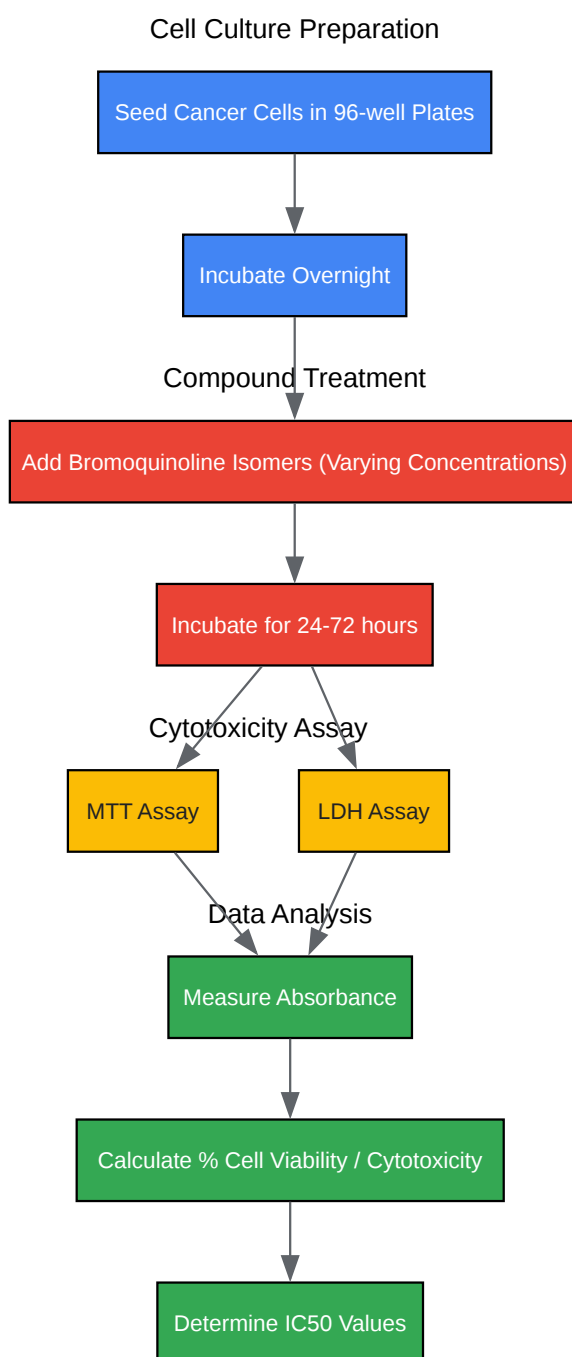 Cell Culture Preparation
Seed Cancer Cells in 96-well Plates
Incubate Overnight
Compound Treatment
Add Bromoquinoline Isomers (Varying Concentrations)
Incubate for 24-72 hours
Cytotoxicity Assay
MTT Assay
LDH Assay
Data Analysis
Measure Absorbance
Calculate % Cell Viability / Cytotoxicity
Determine IC50 Values